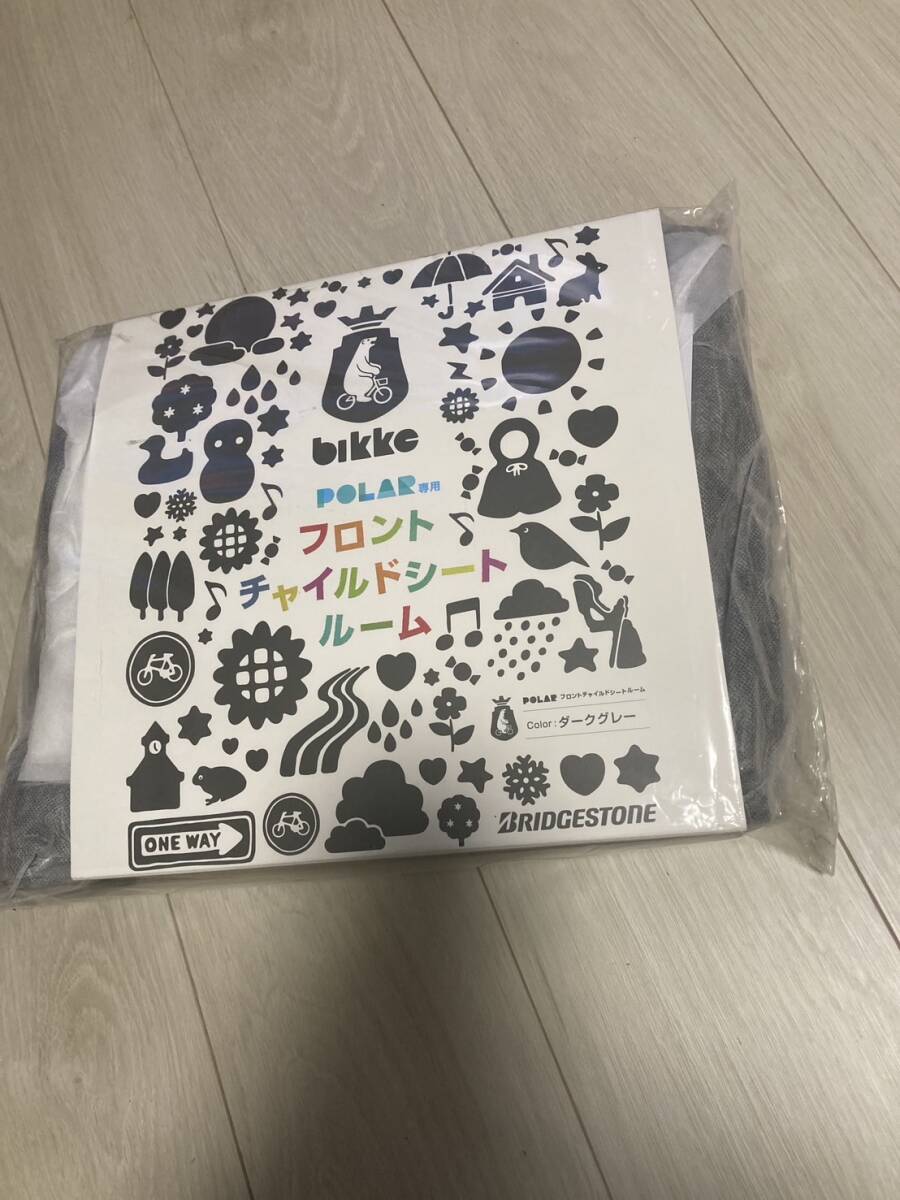 bikke
POLAR専用
フロント
チャイルドシート
ルーム
POLAR フロントチャイルドシートルーム
Color : ダークグレー
ONE WAY
BRIDGESTONE